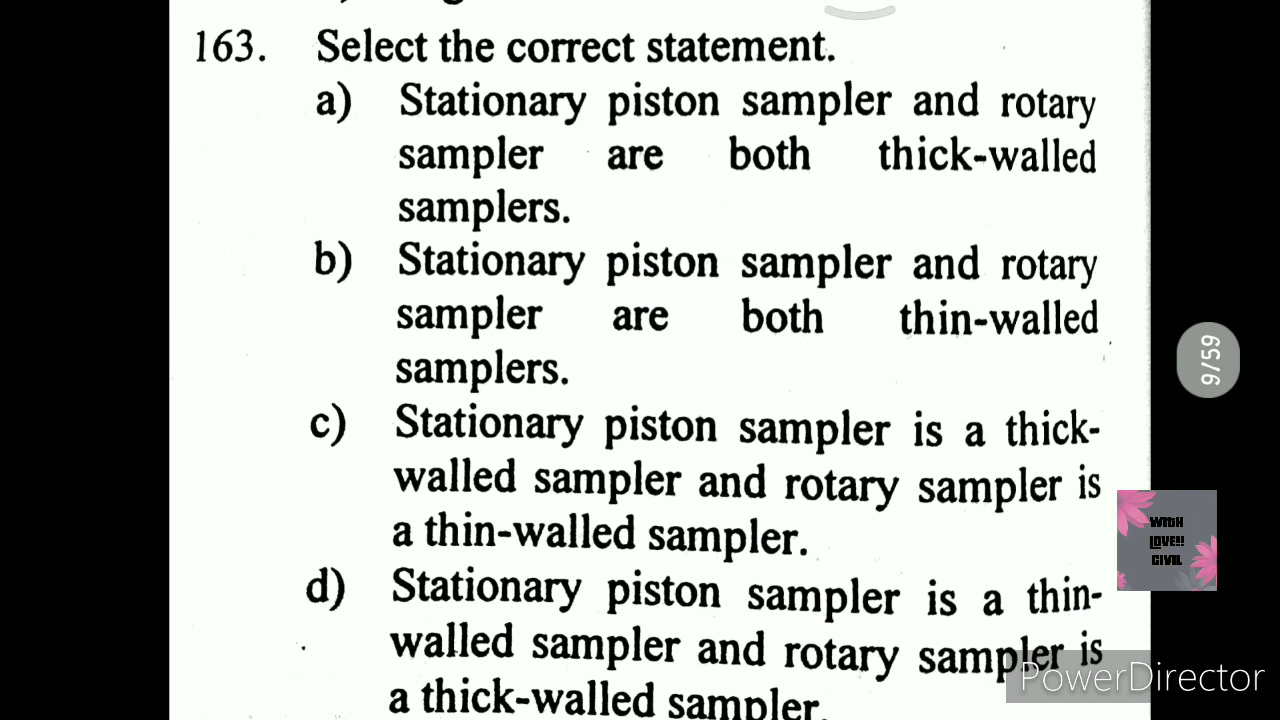 163. Select the correct statement.
a) Stationary piston sampler and rotary
sampler are both thick-walled
samplers.
b) Stationary piston sampler and rotary
sampler are both thin-walled
samplers.
c) Stationary piston sampler is a thick-
walled sampler and rotary sampler is
a thin-walled sampler.
d) Stationary piston sampler is a thin-
walled sampler and rotary sampler is
a thick-walled sampler.
9/59
WITH
LOVE!!
CIVIL
PowerDirector